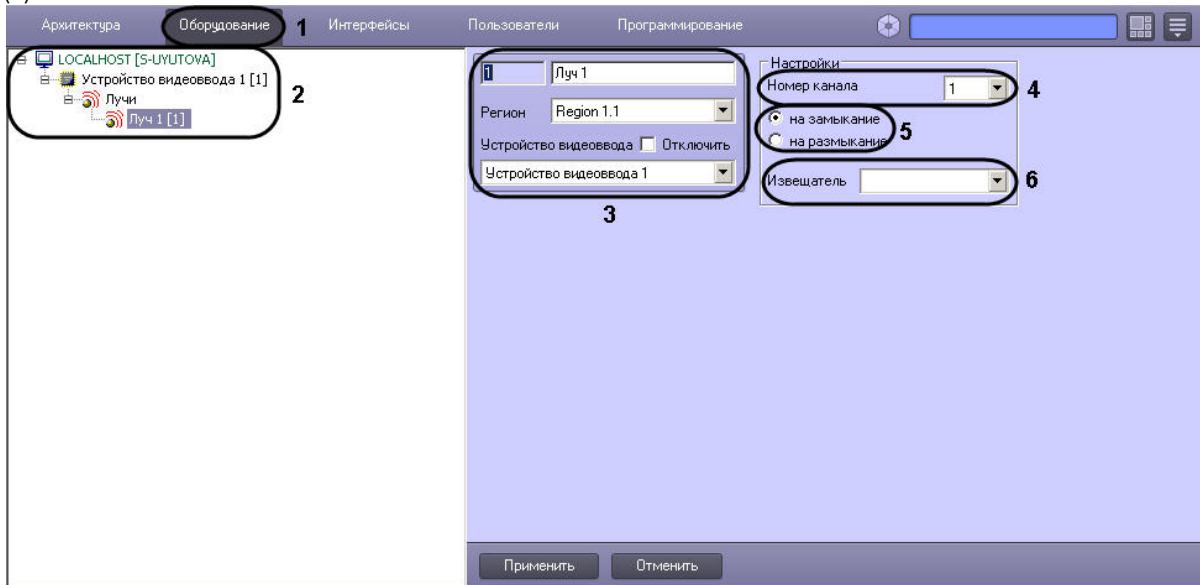 Архитектура Оборудование 1 Интерфейсы Пользователи Программирование
LOCALHOST [S-UYUTOVA]
Устройство видеоввода 1 [1]
Лучи
Луч 1 [1]
2
1 Луч 1
Регион Region 1.1
Устройство видеоввода Отключить
Устройство видеоввода 1
3
Настройки
Номер канала 1 4
на замыкание
на размыкание
5
Извещатель 6
Применить Отменить